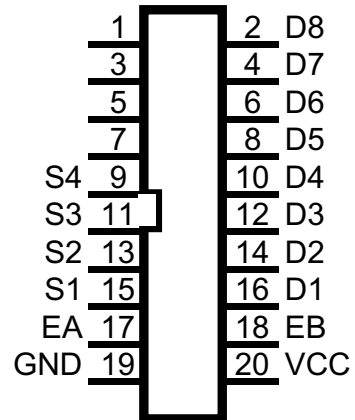 1 2 D8
3 4 D7
5 6 D6
7 8 D5
S4 9 10 D4
S3 11 12 D3
S2 13 14 D2
S1 15 16 D1
EA 17 18 EB
GND 19 20 VCC